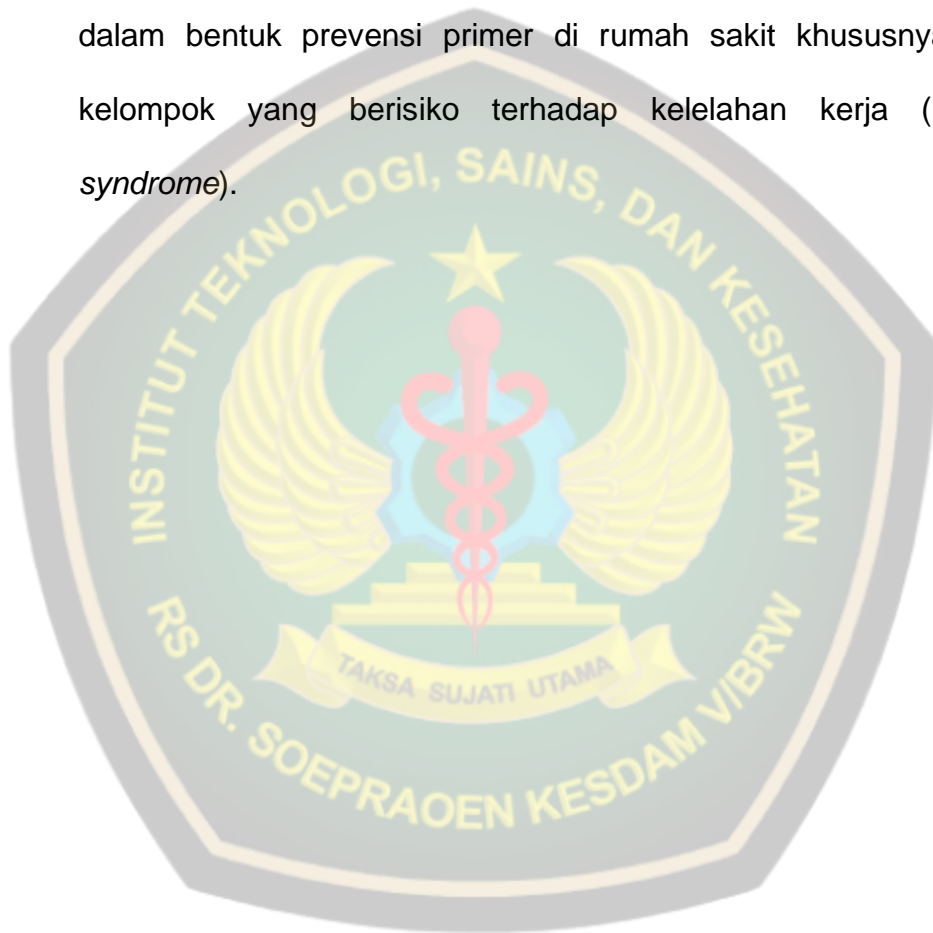 dalam bentuk prevensi primer di rumah sakit khususnya
kelompok yang berisiko terhadap kelelahan kerja (
syndrome).
INSTITUT TEKNOLOGI, SAINS, DAN KESEHATAN
TAKSA SUJATI UTAMA
RS DR. SOEPRAOEN KESDAM V/BRW